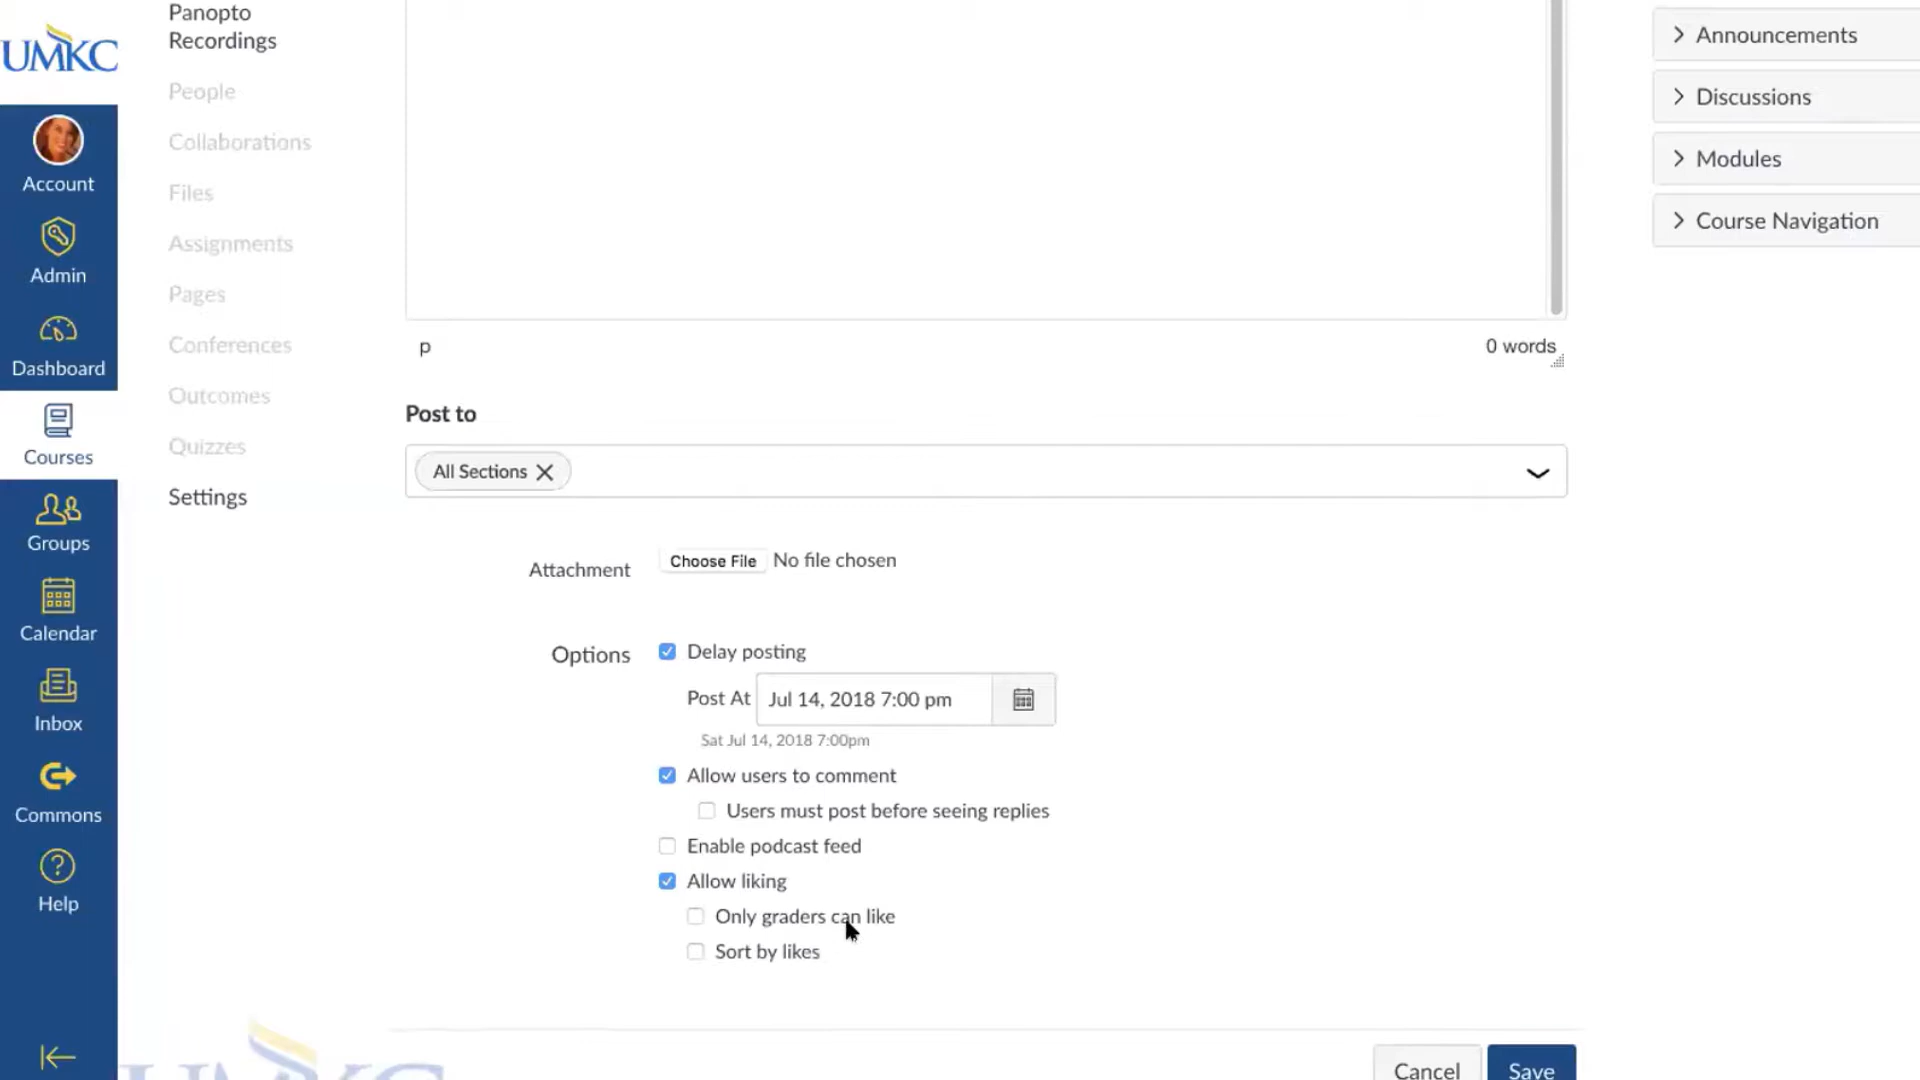 UMKC
Account
Admin
Dashboard
Courses
Groups
Calendar
Inbox
Commons
Help
Panopto
Recordings
People
Collaborations
Files
Assignments
Pages
Conferences
Outcomes
Quizzes
Settings
p
0 words
Post to
All Sections
Attachment
Choose File No file chosen
Options
Delay posting
Post At Jul 14, 2018 7:00 pm
Sat Jul 14, 2018 7:00pm
Allow users to comment
Users must post before seeing replies
Enable podcast feed
Allow liking
Only graders can like
Sort by likes
Cancel
Save
Announcements
Discussions
Modules
Course Navigation
UMKC